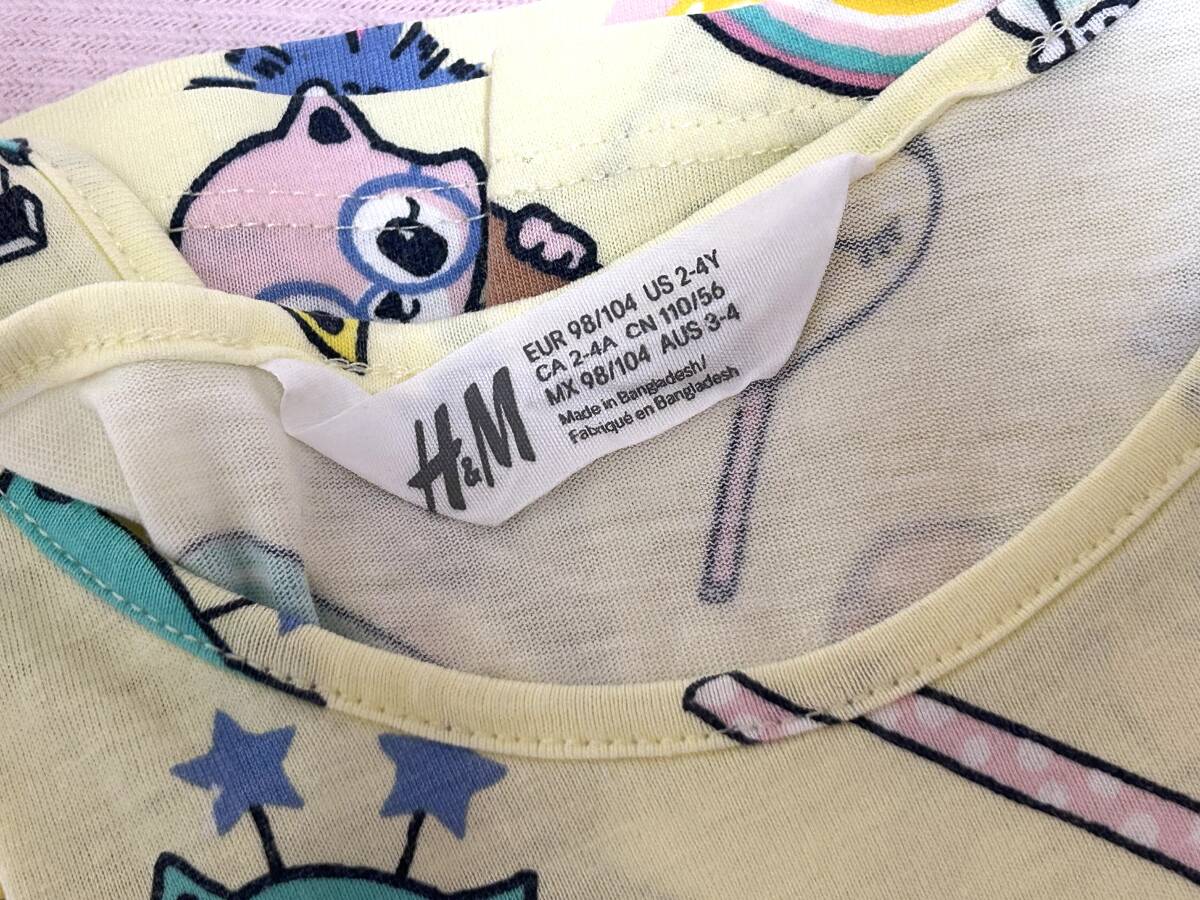 H&M
EUR 98/104 US 2-4Y
CA 2-4A CN 110/56
MX 98/104 AUS 3-4
Made in Bangladesh/
Fabriqué en Bangladesh